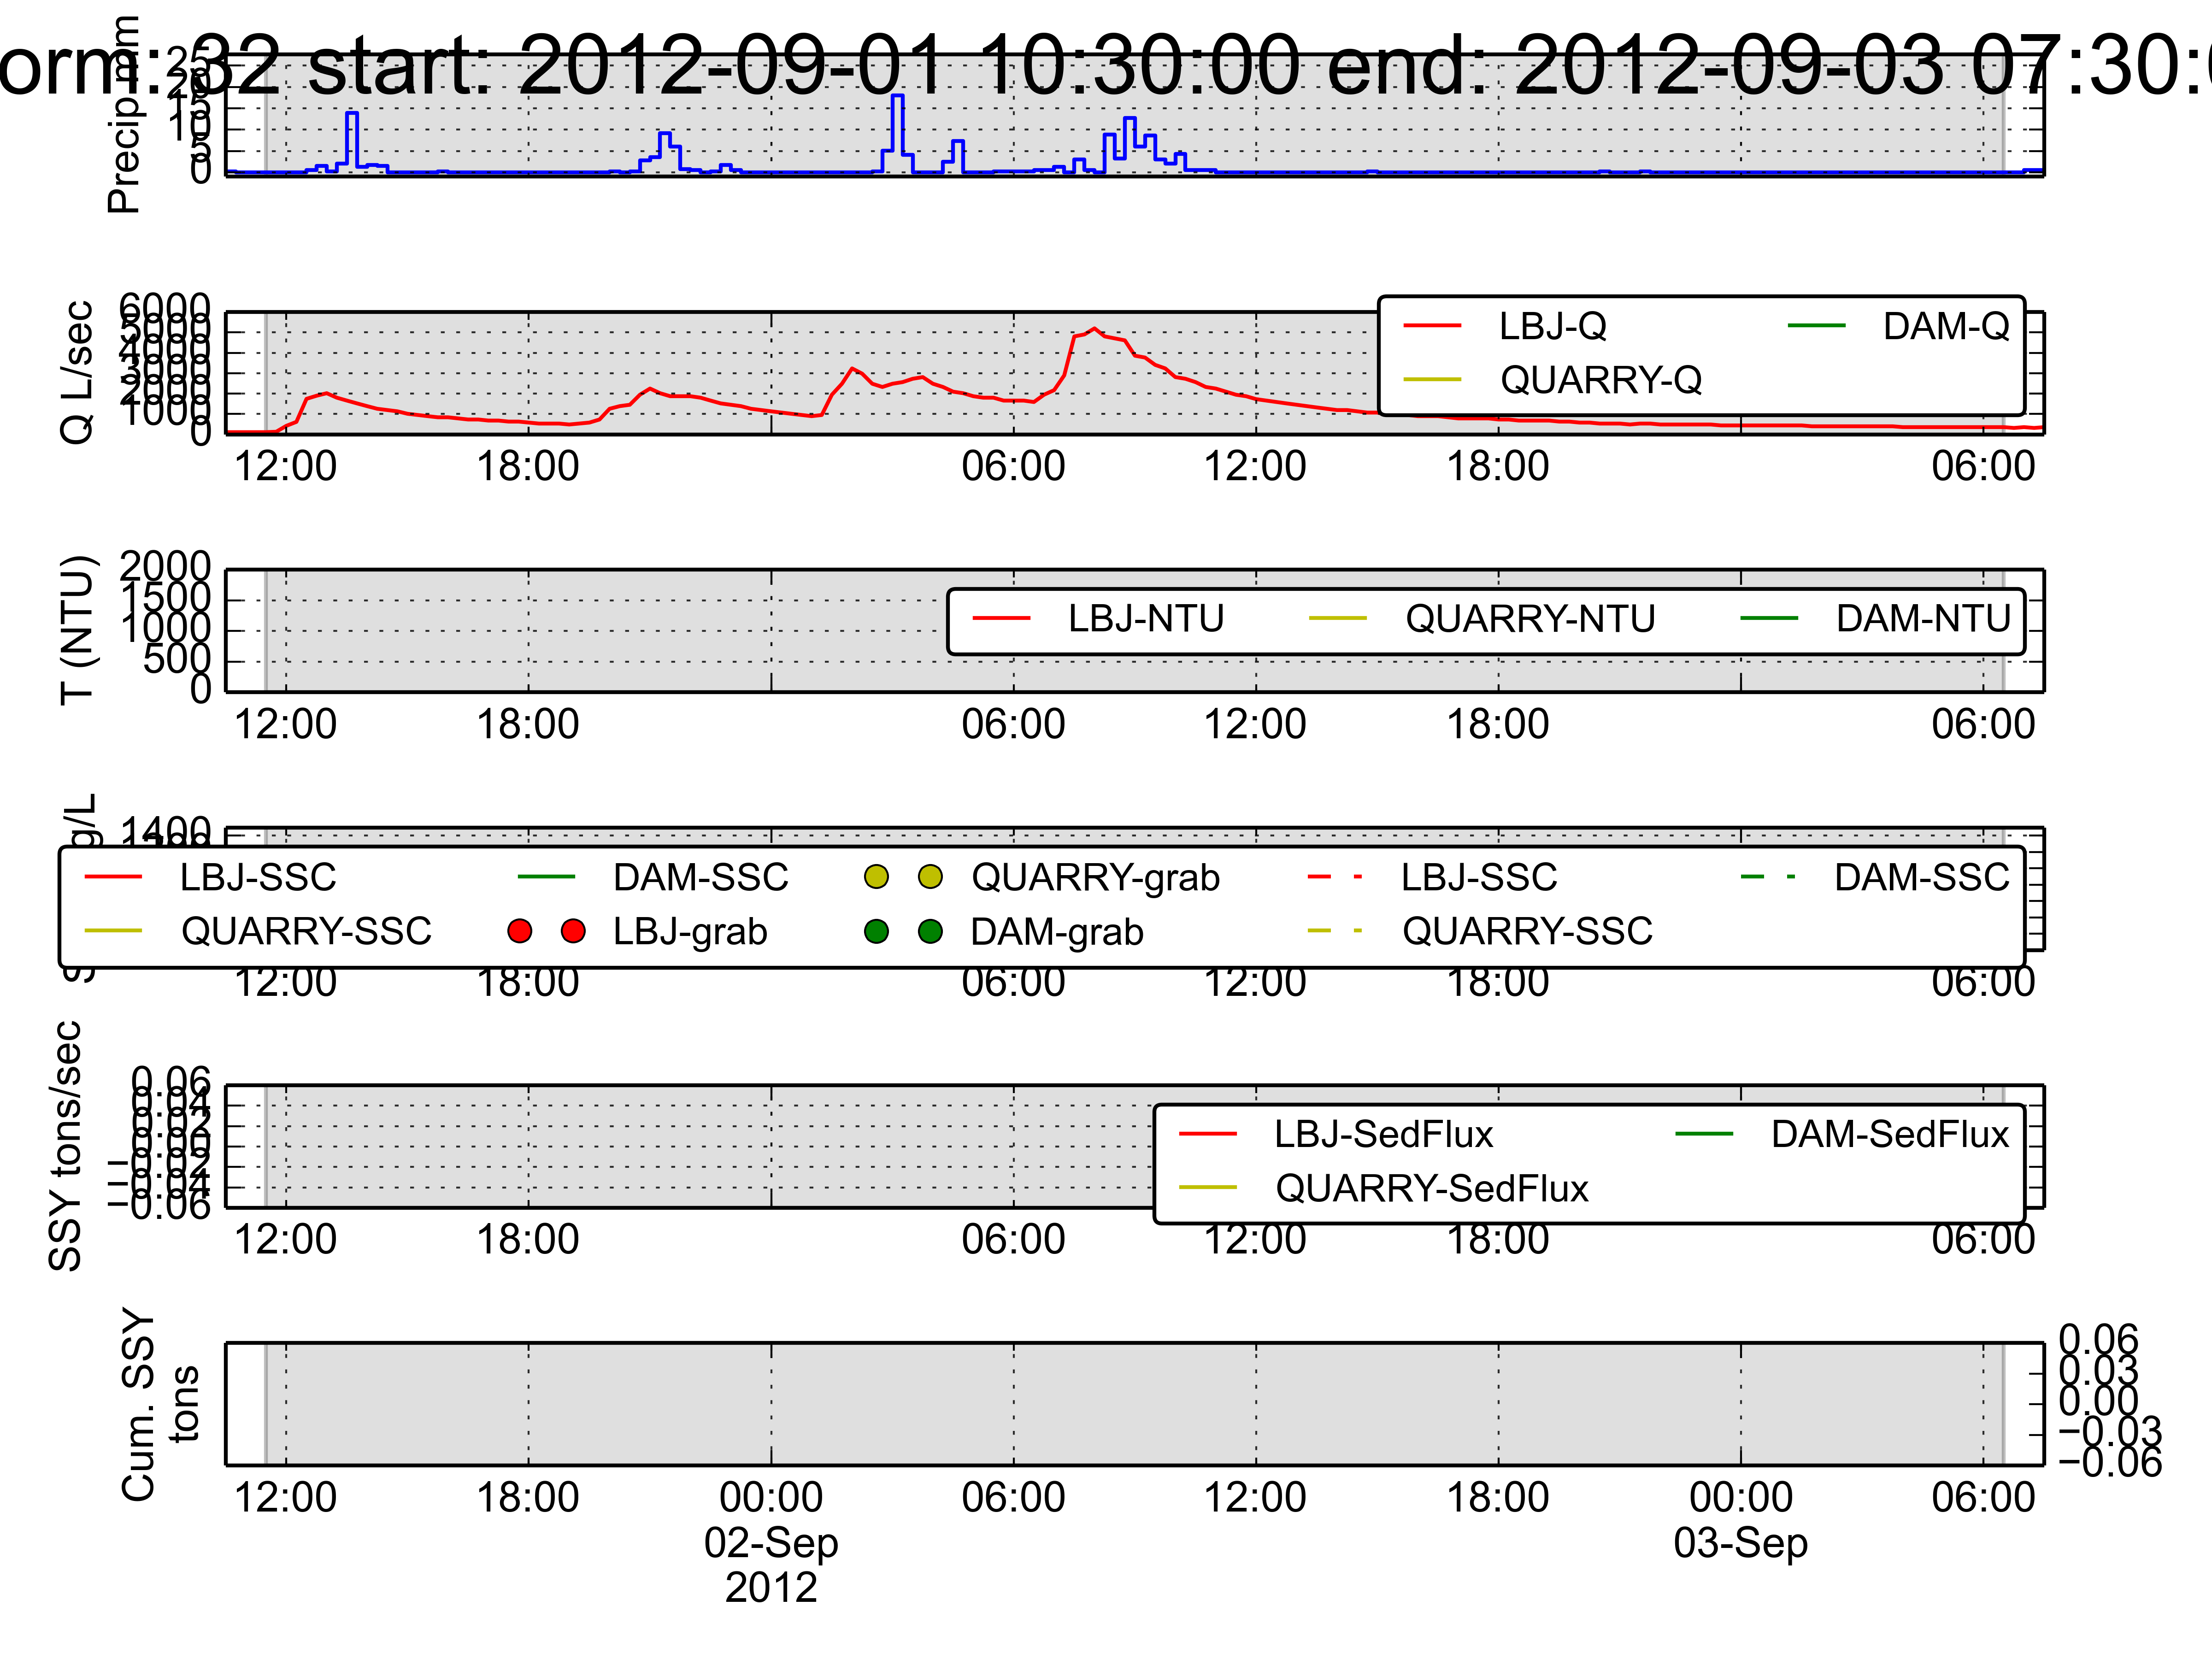 orm: 32 start: 2012-09-01 10:30:00 end: 2012-09-03 07:30:0
Precip mm
25
15
10
5
0
Q L/sec
6000
5000
4000
3000
2000
1000
0
LBJ-Q
DAM-Q
QUARRY-Q
12:00 18:00 06:00 12:00 18:00 06:00
T (NTU)
2000
1500
1000
500
0
LBJ-NTU QUARRY-NTU DAM-NTU
12:00 18:00 06:00 12:00 18:00 06:00
g/L
1400
LBJ-SSC DAM-SSC QUARRY-grab LBJ-SSC DAM-SSC
QUARRY-SSC LBJ-grab DAM-grab QUARRY-SSC
12:00 18:00 06:00 12:00 18:00 06:00
SSY tons/sec
0.06
0.04
0.02
0.00
−0.02
−0.04
−0.06
LBJ-SedFlux DAM-SedFlux
QUARRY-SedFlux
12:00 18:00 06:00 12:00 18:00 06:00
Cum. SSY
tons
0.06
0.03
0.00
−0.03
−0.06
12:00 18:00 00:00 06:00 12:00 18:00 00:00 06:00
02-Sep 03-Sep
2012